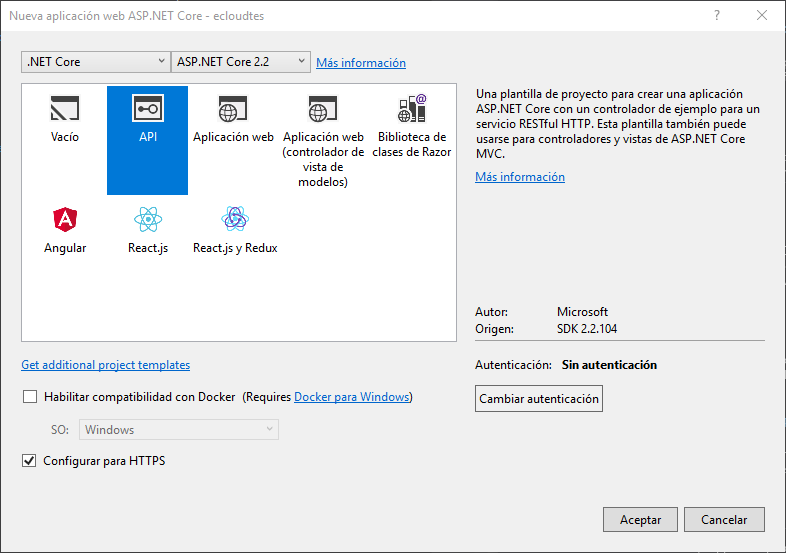 Nueva aplicación web ASP.NET Core - ecloudtes
.NET Core
ASP.NET Core 2.2
Más información
Vacío
API
Aplicación web
Aplicación web
(controlador de
vista de
modelos)
Biblioteca de
clases de Razor
Angular
React.js
React.js y Redux
Una plantilla de proyecto para crear una aplicación
ASP.NET Core con un controlador de ejemplo para un
servicio RESTful HTTP. Esta plantilla también puede
usarse para controladores y vistas de ASP.NET Core
MVC.
Más información
Autor: Microsoft
Origen: SDK 2.2.104
Get additional project templates
Habilitar compatibilidad con Docker (Requires Docker para Windows)
SO: Windows
Configurar para HTTPS
Autenticación: Sin autenticación
Cambiar autenticación
Aceptar
Cancelar